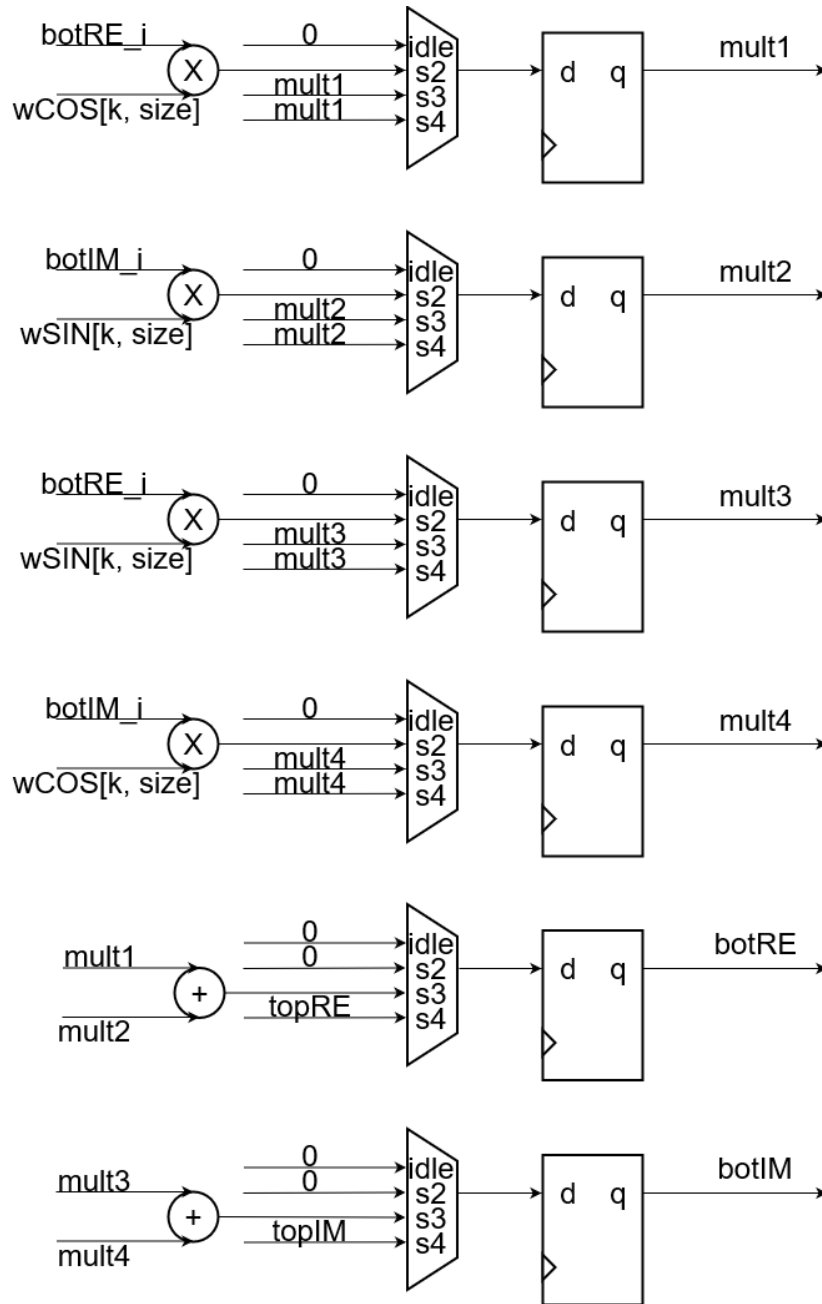 botRE_i
0
idle
X
s2
mult1
s3
wCOS[k, size]
mult1
s4
d q
mult1
botIM_i
0
idle
X
s2
mult2
s3
wSIN[k, size]
mult2
s4
d q
mult2
botRE_i
0
idle
X
s2
mult3
s3
wSIN[k, size]
mult3
s4
d q
mult3
botIM_i
0
idle
X
s2
mult4
s3
wCOS[k, size]
mult4
s4
d q
mult4
0
idle
mult1
0
s2
+
s3
mult2
topRE
s4
d q
botRE
0
idle
mult3
0
s2
+
s3
mult4
topIM
s4
d q
botIM